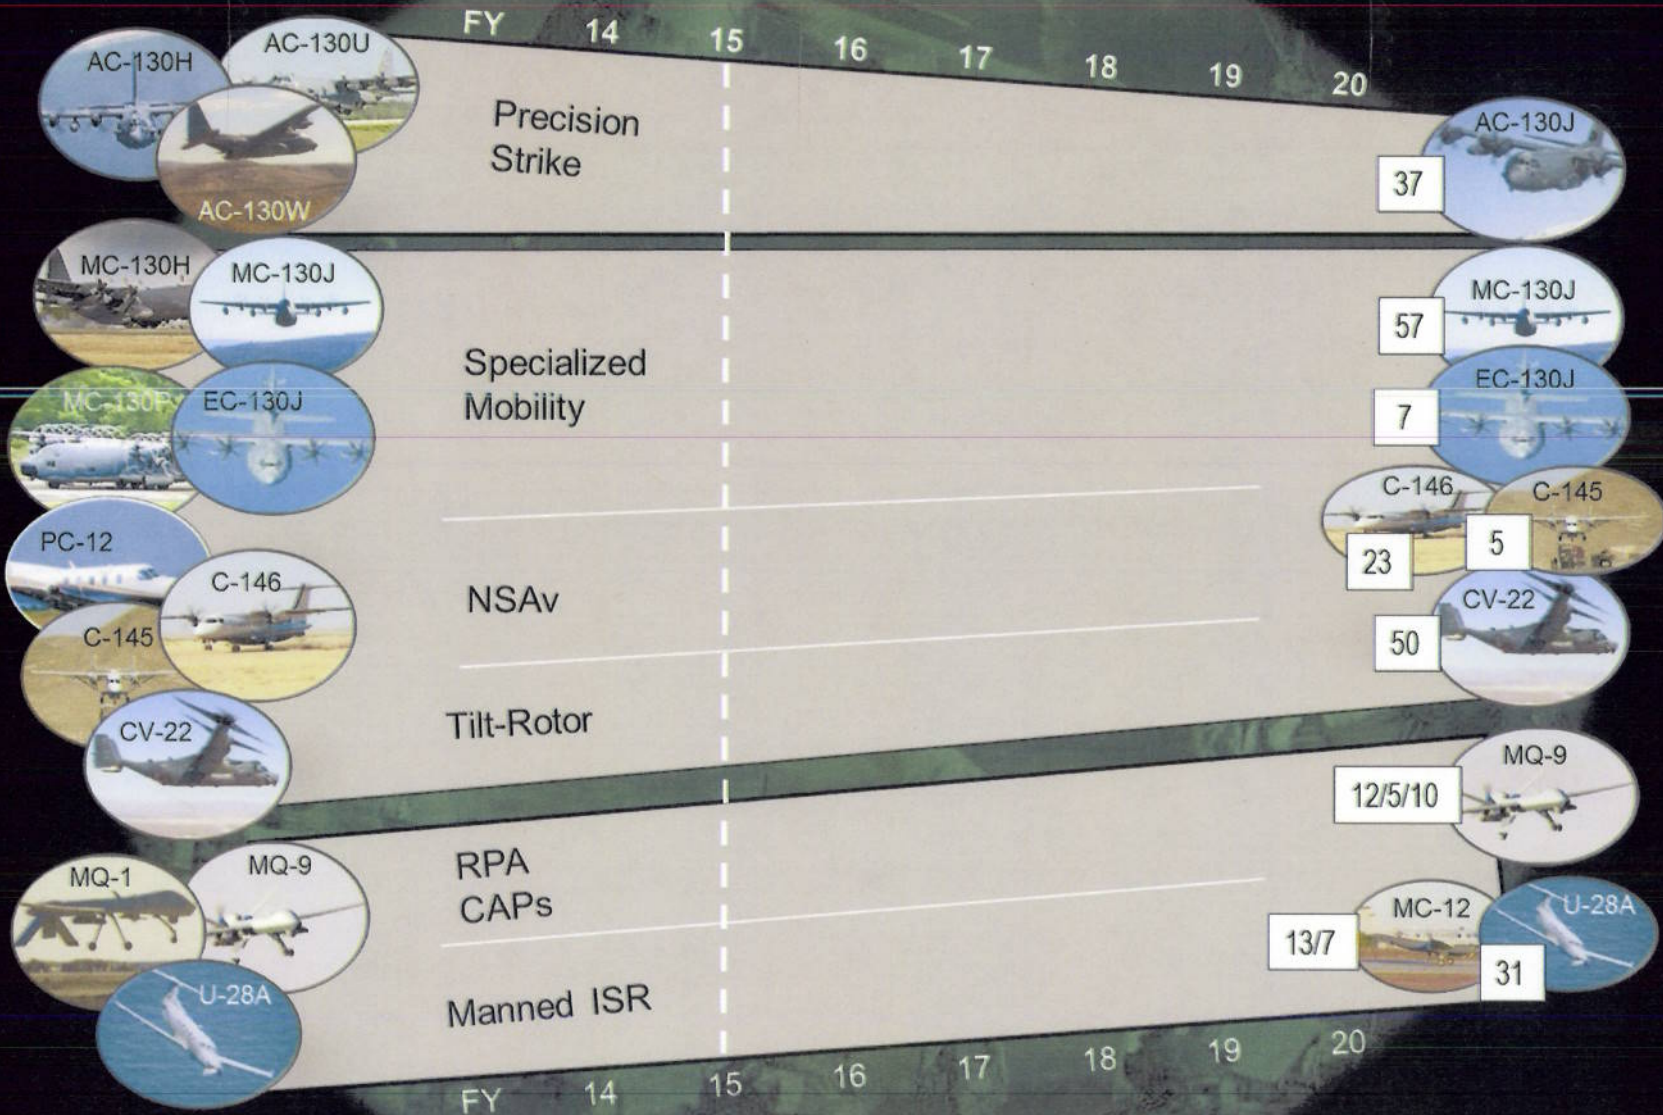 FY 14 15 16 17 18 19 20
AC-130H
AC-130U
AC-130W
Precision
Strike
37
AC-130J
MC-130H
MC-130J
MC-130P
EC-130J
Specialized
Mobility
57
MC-130J
7
EC-130J
PC-12
C-146
C-145
NSAv
C-146
23
C-145
5
CV-22
Tilt-Rotor
50
CV-22
MQ-1
MQ-9
RPA
CAPs
12/5/10
MQ-9
U-28A
Manned ISR
13/7
MC-12
31
U-28A
FY 14 15 16 17 18 19 20